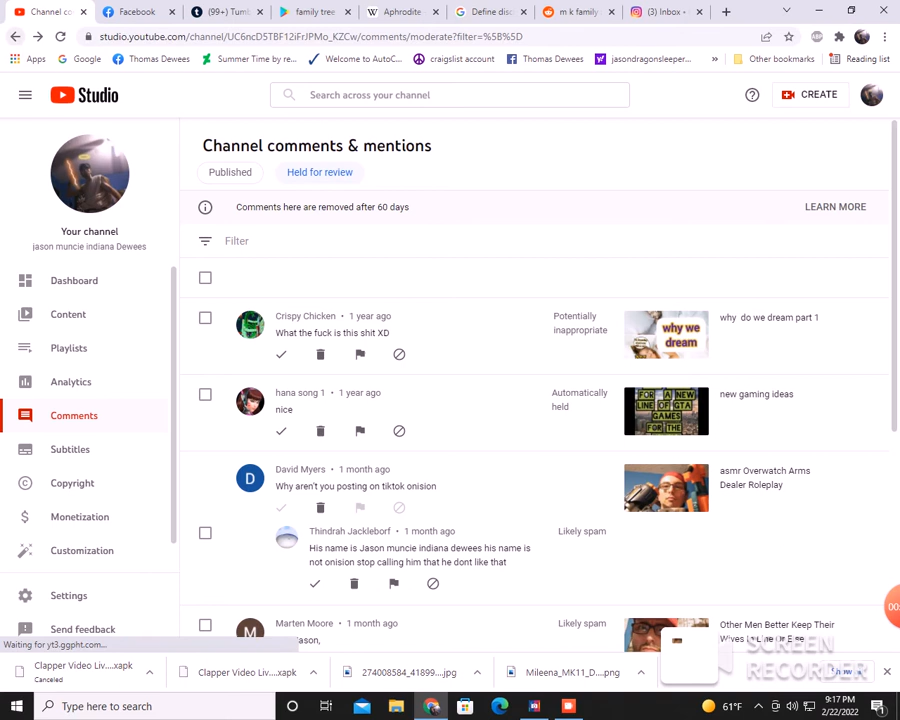 Channel co
Facebook
(99+) Tumb
family tree
Aphrodite
Define disc
m k family
(3) Inbox
studio.youtube.com/channel/UC6ncD5TBF12iFrJPMo_KZCw/comments/moderate?filter=%5B%5D
Apps
Google
Thomas Dewees
Summer Time by re...
Welcome to AutoC...
craigslist account
Thomas Dewees
jasondragonsleeper...
»
Other bookmarks
Reading list
Studio
Search across your channel
CREATE
Channel comments & mentions
Published
Held for review
Comments here are removed after 60 days
LEARN MORE
Filter
Your channel
jason muncie indiana Dewees
Dashboard
Content
Playlists
Analytics
Comments
Subtitles
Copyright
Monetization
Customization
Settings
Send feedback
Crispy Chicken • 1 year ago
What the fuck is this shit XD
Potentially
inappropriate
why we
dream
why do we dream part 1
hana song 1 • 1 year ago
nice
Automatically
held
FOR A NEW
LINE OF GTA
GAMES
FOR THE
new gaming ideas
D
David Myers • 1 month ago
Why aren't you posting on tiktok onision
asmr Overwatch Arms
Dealer Roleplay
Thindrah Jackleborf • 1 month ago
His name is Jason muncie indiana dewees his name is
not onision stop calling him that he dont like that
Likely spam
M
Marten Moore • 1 month ago
Jason,
Likely spam
Other Men Better Keep Their
Wives In Line Or Else
00:
Waiting for yt3.ggpht.com...
SCREEN
RECORDER
Clapper Video Liv....xapk
Canceled
Clapper Video Liv....xapk
274008584_41899...jpg
Mileena_MK11_D....png
Type here to search
61°F
9:17 PM
2/22/2022
1